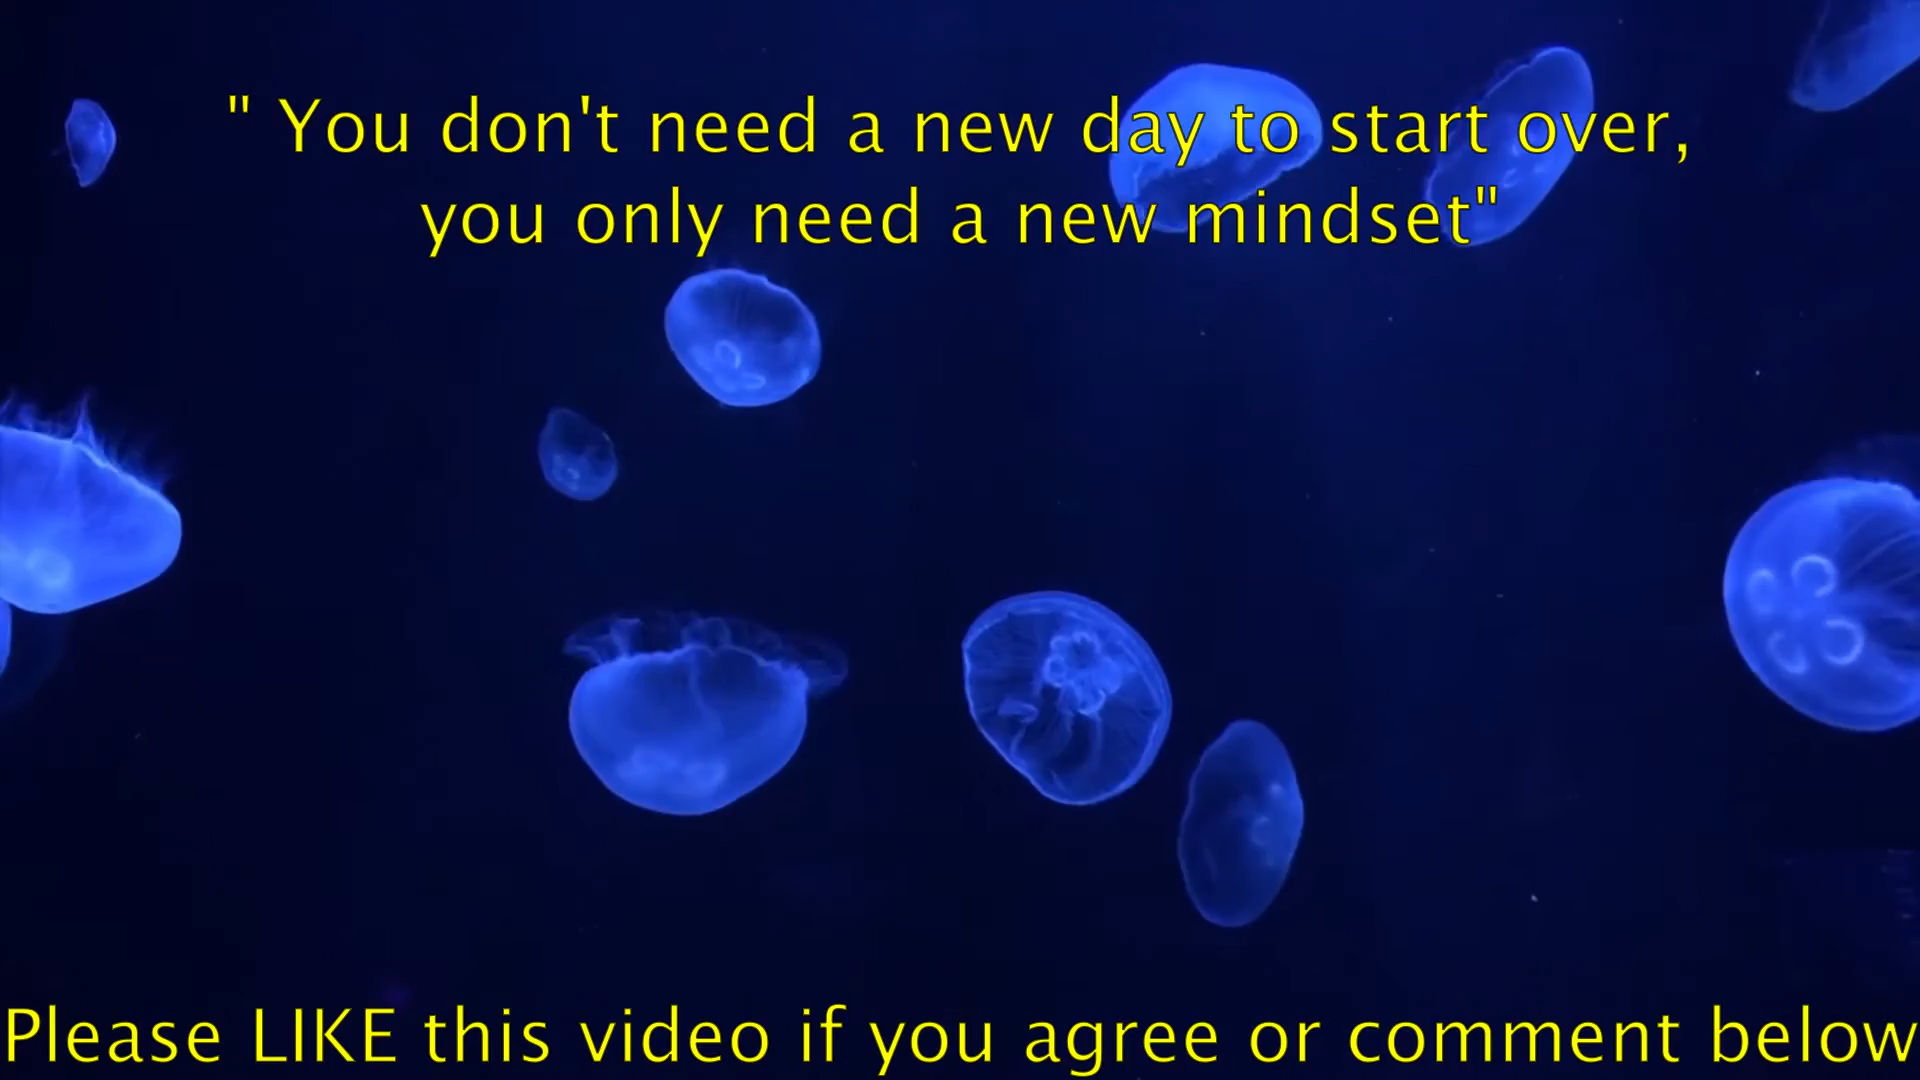 " You don't need a new day to start over,
you only need a new mindset"
Please LIKE this video if you agree or comment below